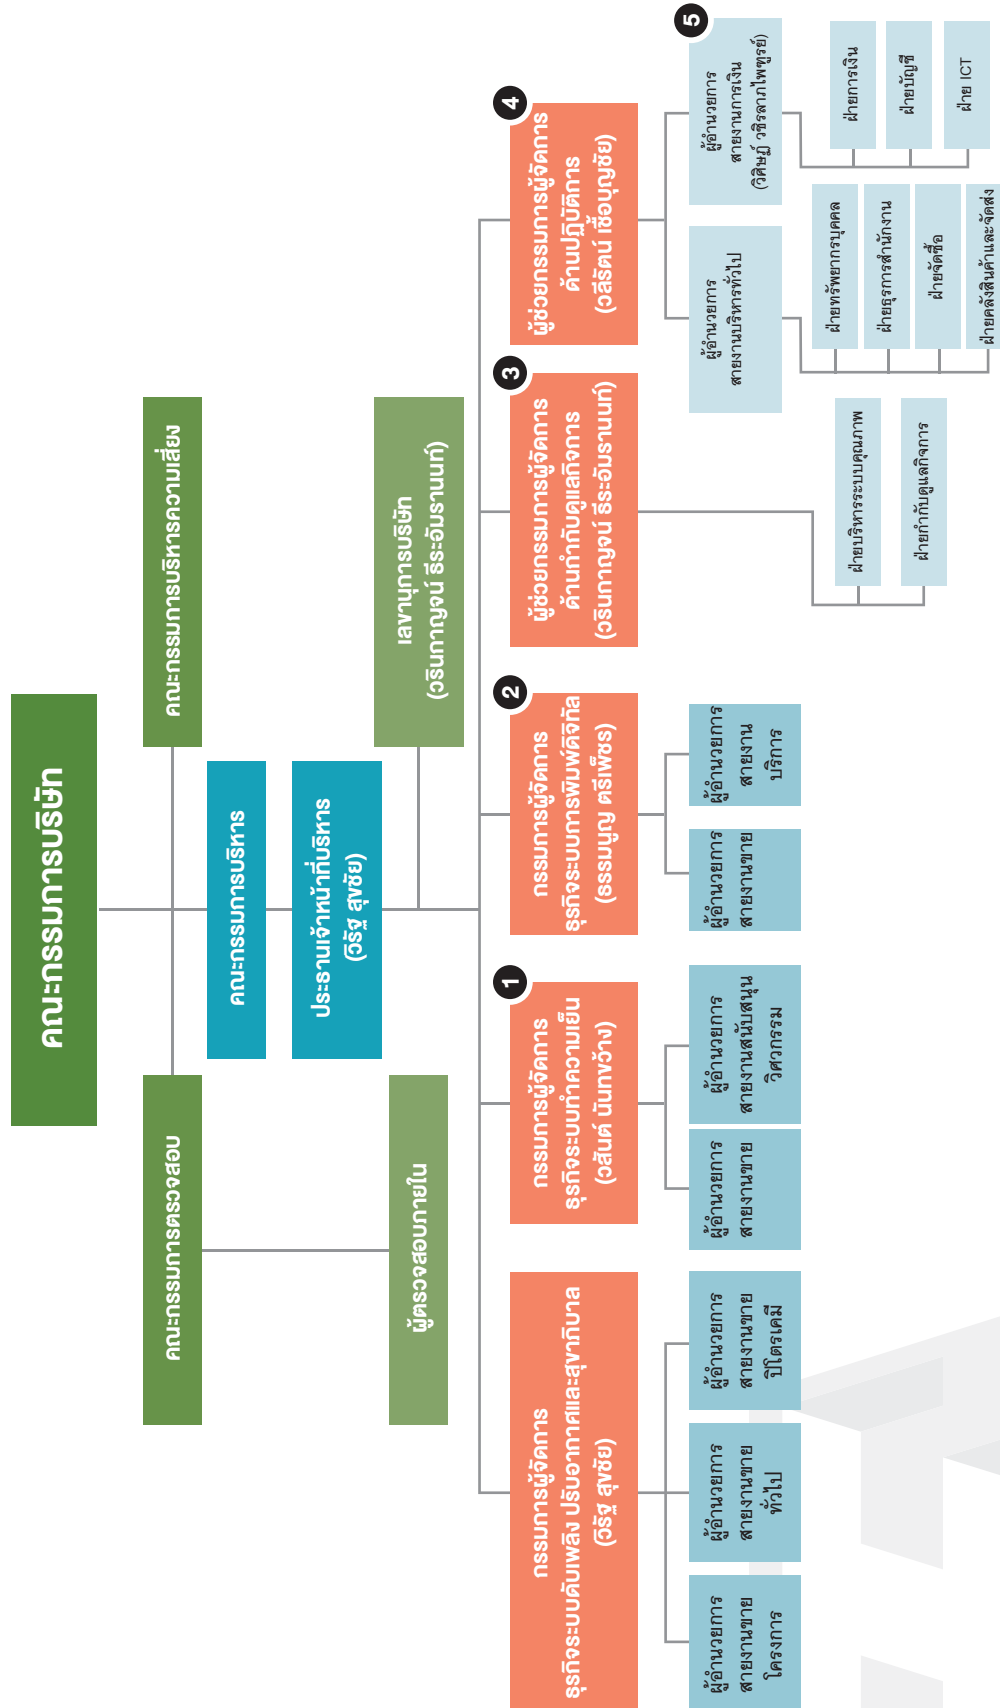 คณะกรรมการบริษัท
คณะกรรมการตรวจสอบ
คณะกรรมการบริหารความเสี่ยง
คณะกรรมการบริหาร
ประธานเจ้าหน้าที่บริหาร
(วิรัฐ สุขชัย)
ผู้ตรวจสอบภายใน
เลขานุการบริษัท
(วรินกาญจน์ ธีระอัมรานนท์)
กรรมการผู้จัดการ
ธุรกิจระบบดับเพลิง ปรับอากาศและสุขาภิบาล
(วิรัฐ สุขชัย)
1
กรรมการผู้จัดการ
ธุรกิจระบบทำความเย็น
(วสันต์ นันทขว้าง)
2
กรรมการผู้จัดการ
ธุรกิจระบบการพิมพ์ดิจิทัล
(ธรรมนูญ ตรีเพ็ชร)
3
ผู้ช่วยกรรมการผู้จัดการ
ด้านกำกับดูแลกิจการ
(วรินกาญจน์ ธีระอัมรานนท์)
4
ผู้ช่วยกรรมการผู้จัดการ
ด้านปฏิบัติการ
(วลีรัตน์ เชื้อบุญชัย)
ผู้อำนวยการ
สายงานขาย
โครงการ
ผู้อำนวยการ
สายงานขาย
ทั่วไป
ผู้อำนวยการ
สายงานขาย
ปิโตรเคมี
ผู้อำนวยการ
สายงานขาย
ผู้อำนวยการ
สายงานสนับสนุน
วิศวกรรม
ผู้อำนวยการ
สายงานขาย
ผู้อำนวยการ
สายงาน
บริการ
ผู้อำนวยการ
สายงานบริหารทั่วไป
5
ผู้อำนวยการ
สายงานการเงิน
(วิศิษฏ์ วชิรลาภไพฑูรย์)
ฝ่ายบริหารระบบคุณภาพ
ฝ่ายกำกับดูแลกิจการ
ฝ่ายทรัพยากรบุคคล
ฝ่ายธุรการสำนักงาน
ฝ่ายจัดซื้อ
ฝ่ายคลังสินค้าและจัดส่ง
ฝ่ายการเงิน
ฝ่ายบัญชี
ฝ่าย ICT